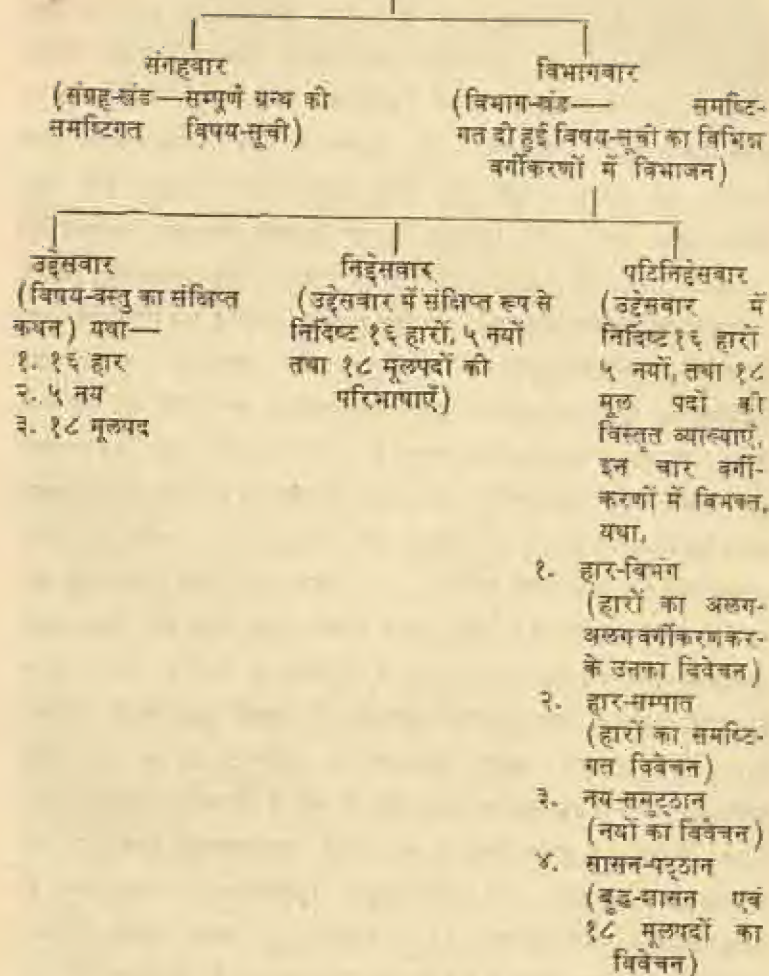 संगहवार
(संग्रह-खंड——सम्पूर्ण ग्रन्थ की
समष्टिगत विषय-सूची)
विभागवार
(विभाग-खंड—— समष्टि-
गत दी हुई विषय-सूची का विभिन्न
वर्गीकरणों में विभाजन)
उद्देसवार
(विषय-वस्तु का संक्षिप्त
कथन) यथा—
१. १६ हार
२. ५ नय
३. १८ मूलपद
निद्देसवार
(उद्देसवार में संक्षिप्त रूप से
निर्दिष्ट १६ हारों, ५ नयों
तथा १८ मूलपदों की
परिभाषाएँ)
पटिनिद्देसवार
(उद्देसवार में
निर्दिष्ट १६ हारों
५ नयों, तथा १८
मूल पदों की
विस्तृत व्याख्याएं,
इन चार वर्गी-
करणों में विभक्त,
यथा,
१. हार-विभंग
(हारों का अलग-
अलग वर्गीकरण कर-
के उनका विवेचन)
२. हार-सम्पात
(हारों का समष्टि-
गत विवेचन)
३. नय-समुट्ठान
(नयों का विवेचन)
४. सासन-पट्ठान
(बुद्ध-सासन एवं
१८ मूलपदों का
विवेचन)